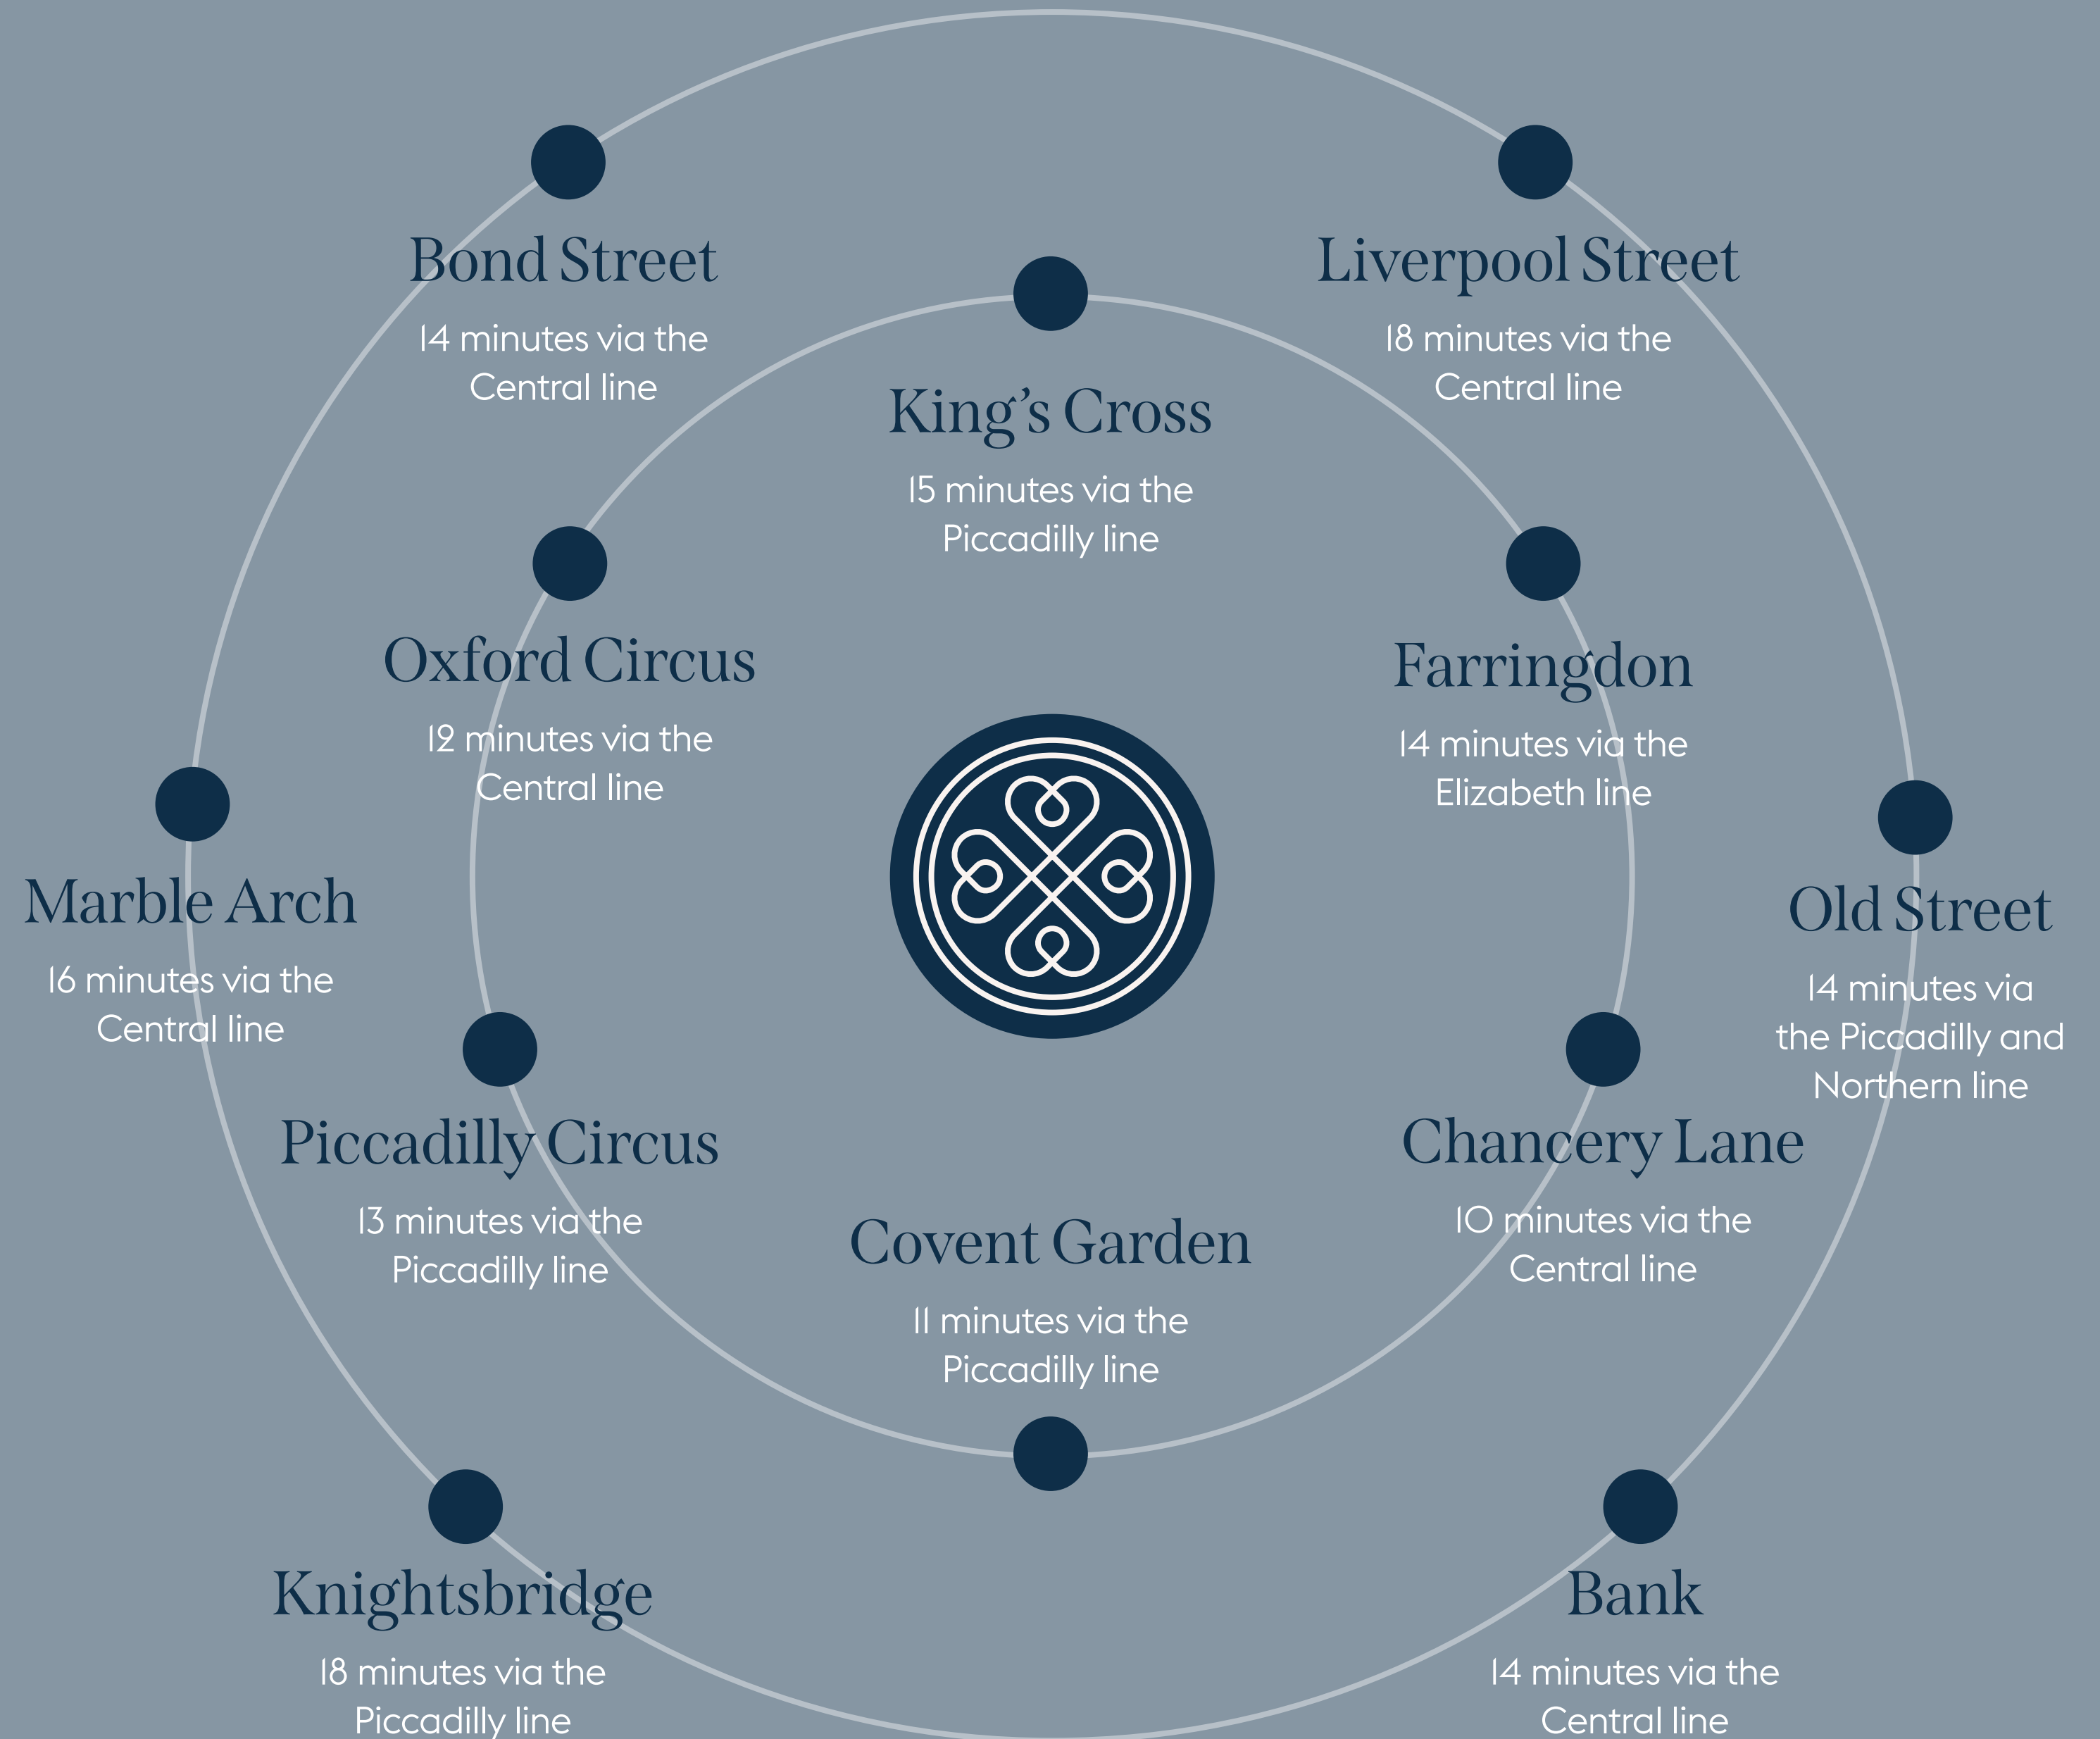 Bond Street
14 minutes via the
Central line
Liverpool Street
18 minutes via the
Central line
King's Cross
15 minutes via the
Piccadilly line
Oxford Circus
12 minutes via the
Central line
Farringdon
14 minutes via the
Elizabeth line
Marble Arch
16 minutes via the
Central line
Old Street
14 minutes via
the Piccadilly and
Northern line
Piccadilly Circus
13 minutes via the
Piccadilly line
Chancery Lane
10 minutes via the
Central line
Covent Garden
11 minutes via the
Piccadilly line
Knightsbridge
18 minutes via the
Piccadilly line
Bank
14 minutes via the
Central line